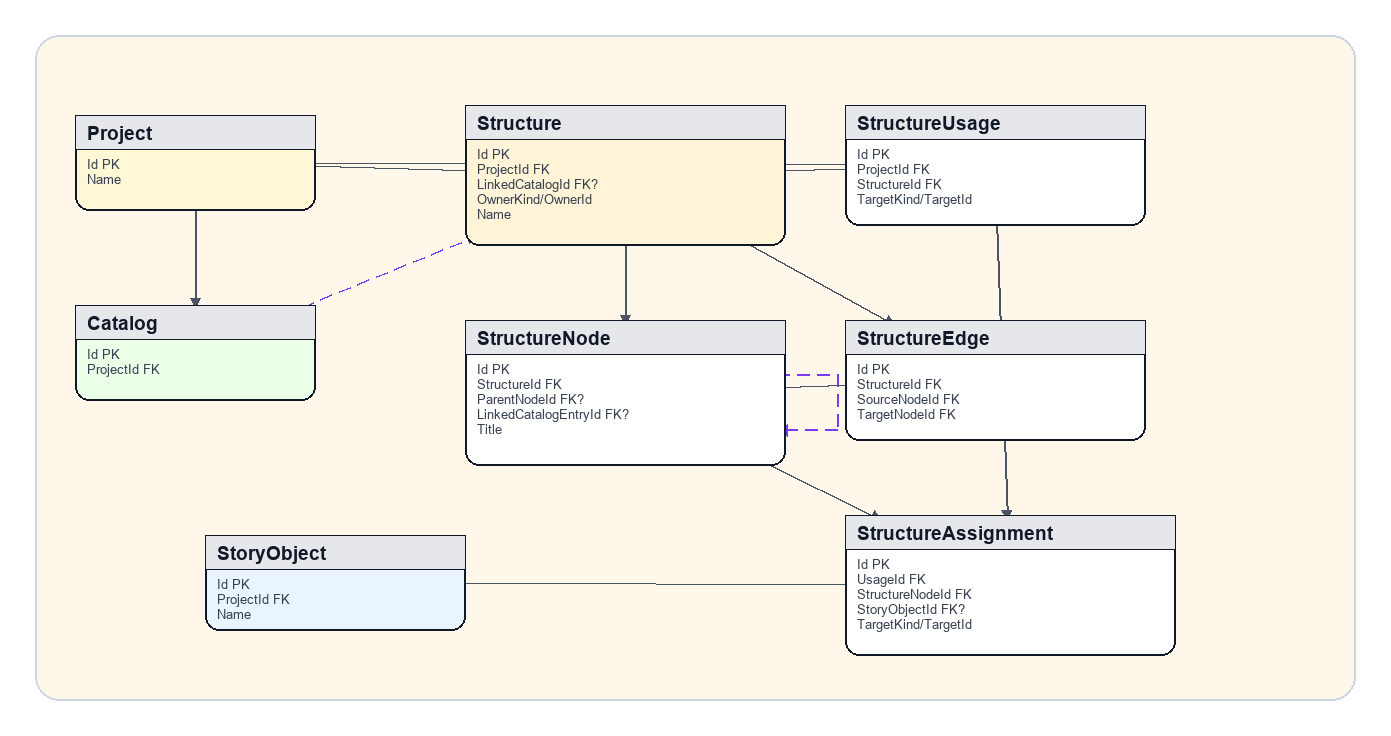 Project
Id PK
Name
Structure
Id PK
ProjectId FK
LinkedCatalogId FK?
OwnerKind/OwnerId
Name
StructureUsage
Id PK
ProjectId FK
StructureId FK
TargetKind/TargetId
Catalog
Id PK
ProjectId FK
StructureNode
Id PK
StructureId FK
ParentNodeId FK?
LinkedCatalogEntryId FK?
Title
StructureEdge
Id PK
StructureId FK
SourceNodeId FK
TargetNodeId FK
StoryObject
Id PK
ProjectId FK
Name
StructureAssignment
Id PK
UsageId FK
StructureNodeId FK
StoryObjectId FK?
TargetKind/TargetId